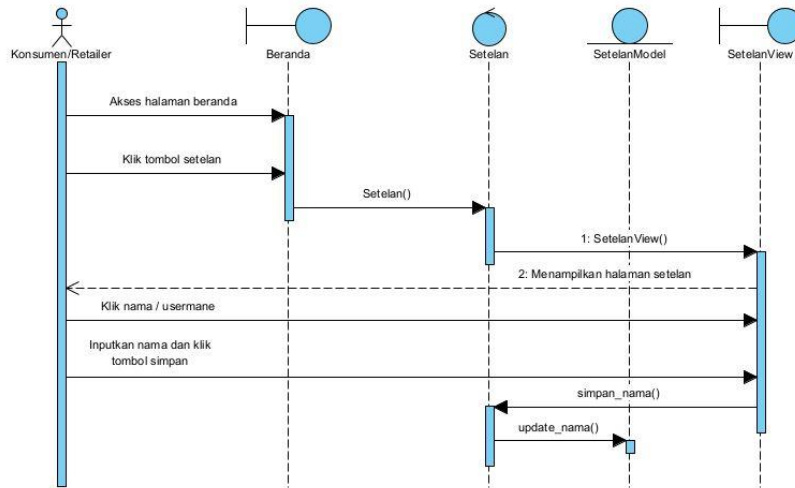 Konsumen/Retailer
Beranda
Setelan
SetelanModel
SetelanView
Akses halaman beranda
Klik tombol setelan
Setelan()
1: SetelanView()
2: Menampilkan halaman setelan
Klik nama / usermane
Inputkan nama dan klik
tombol simpan
simpan_nama()
update_nama()